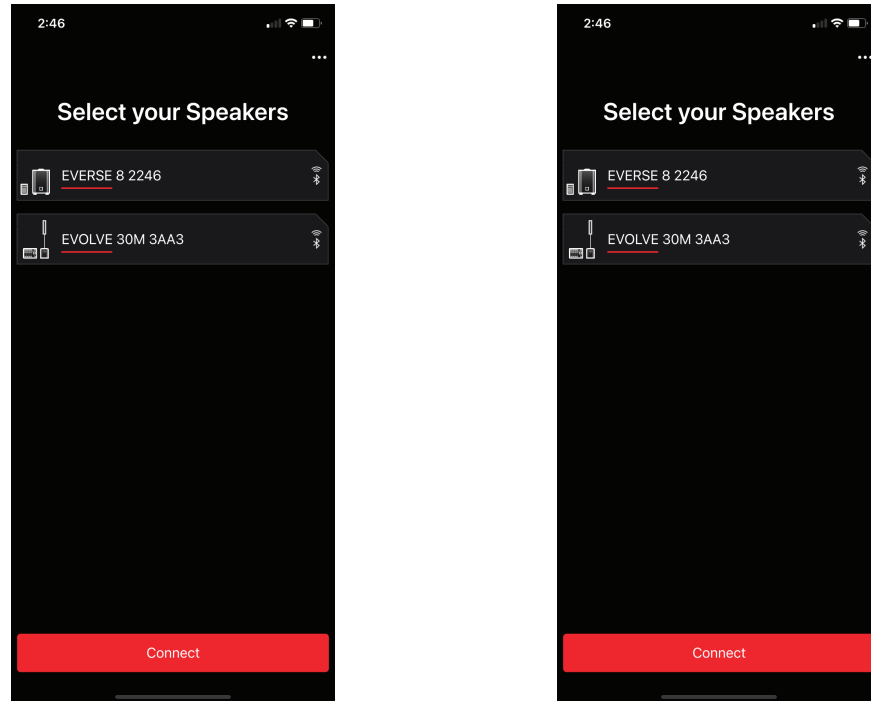 2:46
Select your Speakers
EVERSE 8 2246
EVOLVE 30M 3AA3
Connect
2:46
Select your Speakers
EVERSE 8 2246
EVOLVE 30M 3AA3
Connect